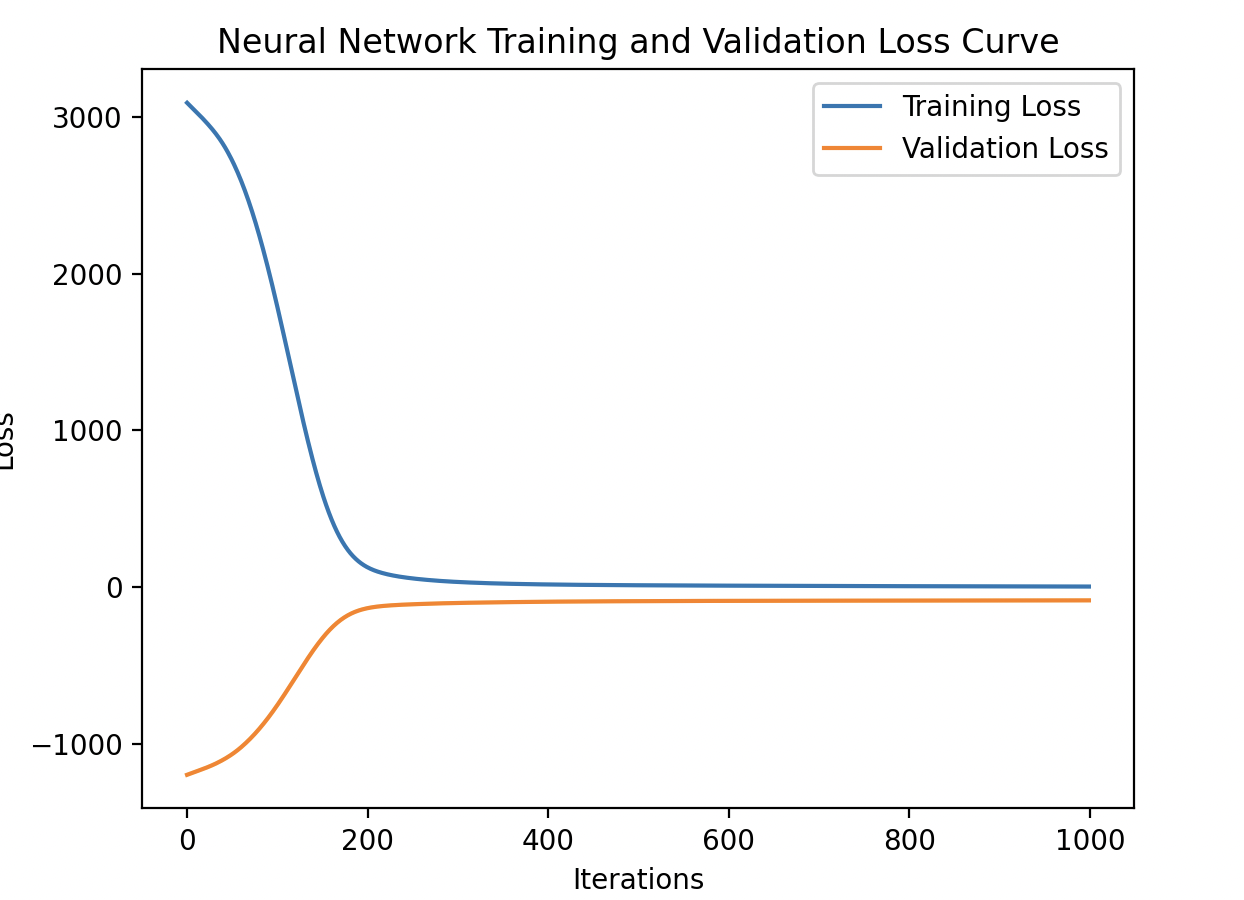 Neural Network Training and Validation Loss Curve
Training Loss
Validation Loss
3000
2000
1000
0
−1000
Loss
0 200 400 600 800 1000
Iterations